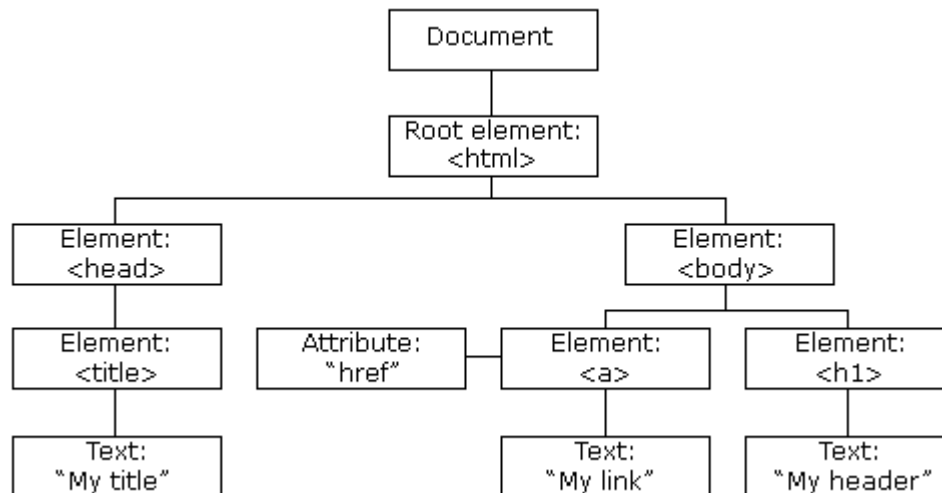 Document
Root element:
<html>
Element:
<head>
Element:
<body>
Element:
<title>
Attribute:
“href”
Element:
<a>
Element:
<h1>
Text:
“My title”
Text:
“My link”
Text:
“My header”